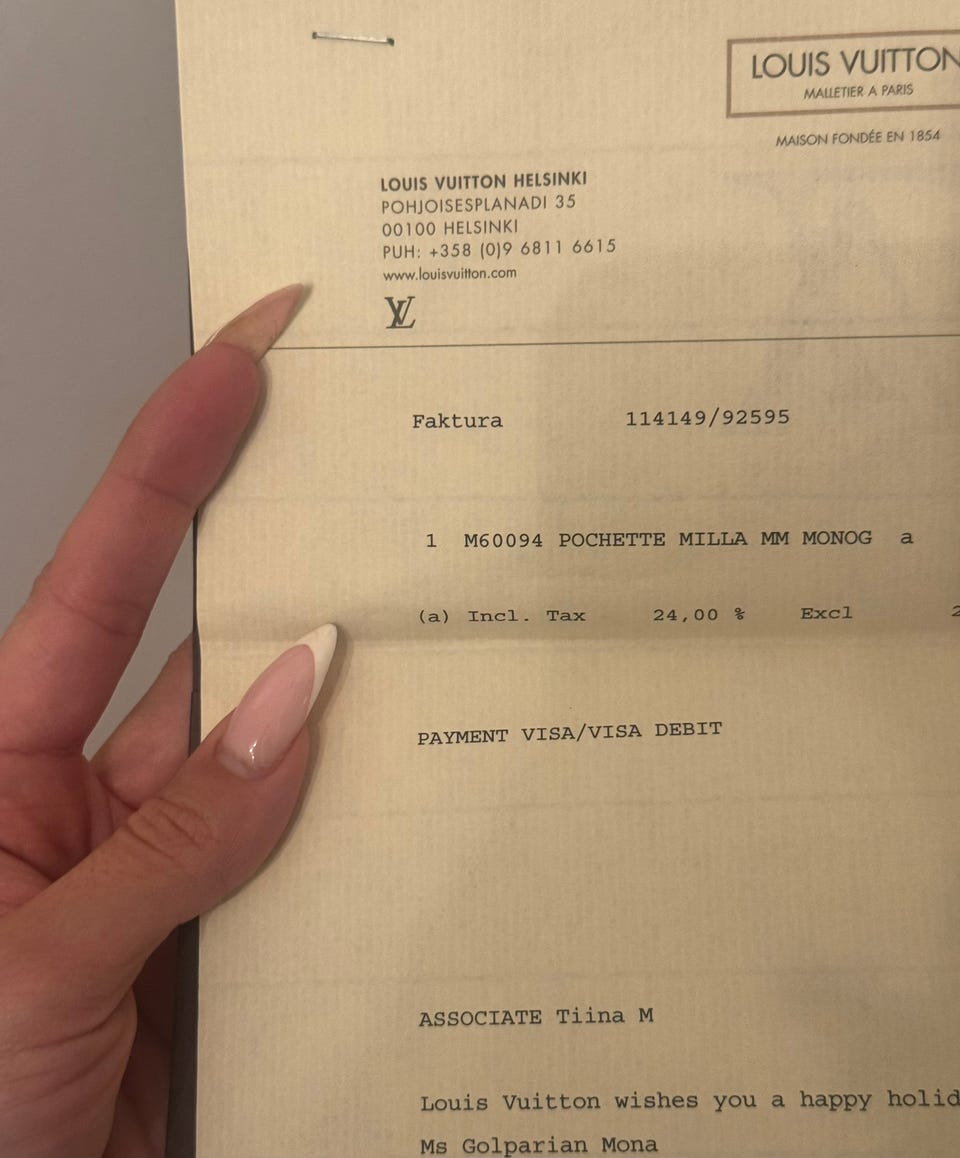 LOUIS VUITTON
MALLETIER A PARIS
MAISON FONDÉE EN 1854
LOUIS VUITTON HELSINKI
POHJOISESPLANADI 35
00100 HELSINKI
PUH: +358 (0)9 6811 6615
www.louisvuitton.com
LV
Faktura 114149/92595
1 M60094 POCHETTE MILLA MM MONOG a
(a) Incl. Tax 24,00 % Excl 2
PAYMENT VISA/VISA DEBIT
ASSOCIATE Tiina M
Louis Vuitton wishes you a happy holid
Ms Golparian Mona